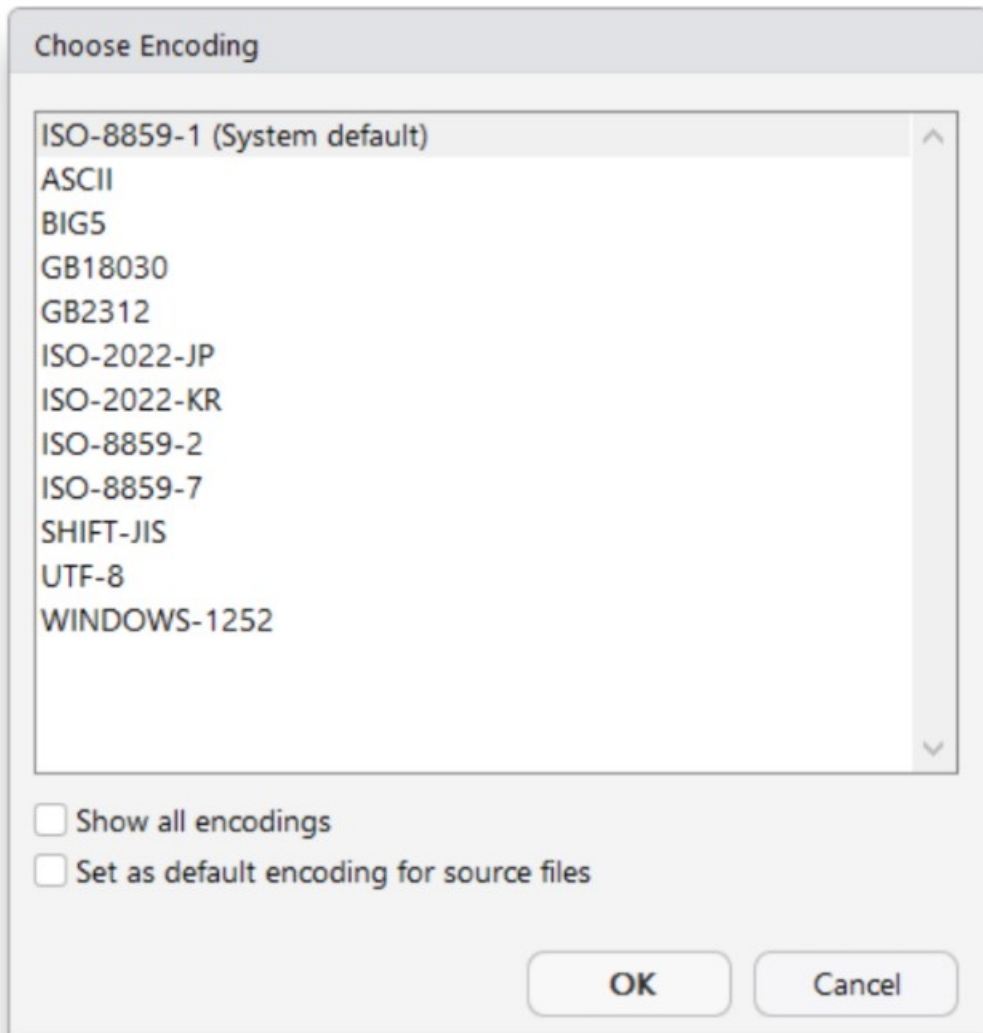 Choose Encoding
ISO-8859-1 (System default)
ASCII
BIG5
GB18030
GB2312
ISO-2022-JP
ISO-2022-KR
ISO-8859-2
ISO-8859-7
SHIFT-JIS
UTF-8
WINDOWS-1252
Show all encodings
Set as default encoding for source files
OK Cancel